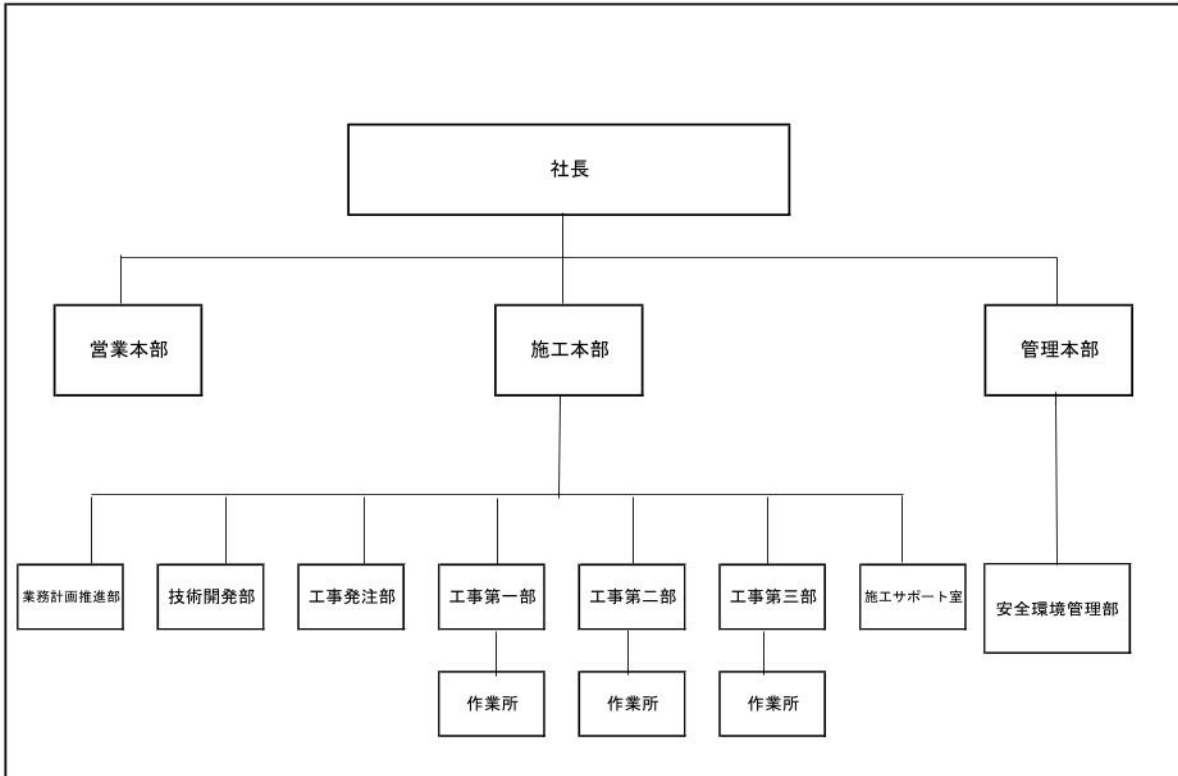 社長
営業本部
施工本部
管理本部
業務計画推進部
技術開発部
工事発注部
工事第一部
工事第二部
工事第三部
施工サポート室
安全環境管理部
作業所
作業所
作業所